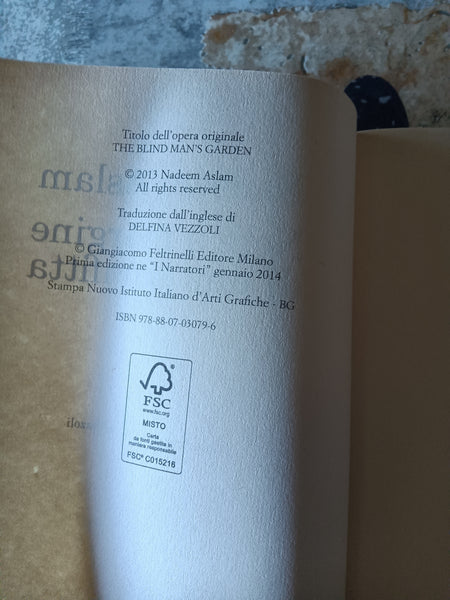 Titolo dell'opera originale
THE BLIND MAN'S GARDEN
© 2013 Nadeem Aslam
All rights reserved
Traduzione dall'inglese di
DELFINA VEZZOLI
© Giangiacomo Feltrinelli Editore Milano
Prima edizione ne “I Narratori” gennaio 2014
Stampa Nuovo Istituto Italiano d'Arti Grafiche - BG
ISBN 978-88-07-03079-6
FSC
www.fsc.org
MISTO
Carta
da fonti gestite in
maniera responsabile
FSC® C015216